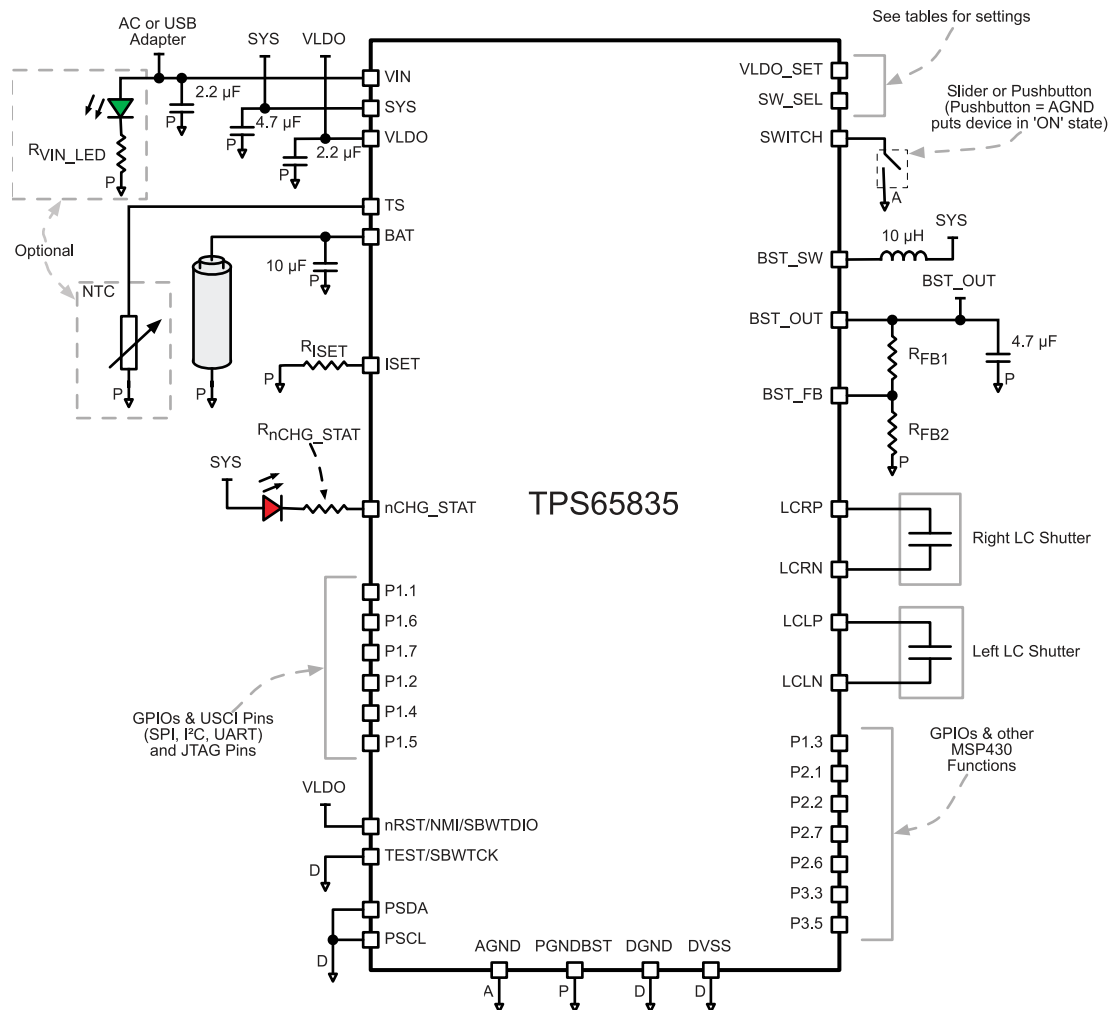 AC or USB
Adapter
SYS
VLDO
See tables for settings
VIN
2.2 µF
P
SYS
4.7 µF
P
VLDO
2.2 µF
P
RVIN_LED
P
VLDO_SET
SW_SEL
SWITCH
Slider or Pushbutton
(Pushbutton = AGND
puts device in 'ON' state)
A
TS
BAT
Optional
10 µF
P
NTC
P
P
BST_SW
10 µH
SYS
BST_OUT
BST_OUT
4.7 µF
P
RFB1
BST_FB
RFB2
P
RISET
P
ISET
RnCHG_STAT
SYS
nCHG_STAT
TPS65835
LCRP
LCRN
Right LC Shutter
LCLP
LCLN
Left LC Shutter
P1.1
P1.6
P1.7
P1.2
P1.4
P1.5
GPIOs & USCI Pins
(SPI, I²C, UART)
and JTAG Pins
P1.3
P2.1
P2.2
P2.7
P2.6
P3.3
P3.5
GPIOs & other
MSP430
Functions
VLDO
nRST/NMI/SBWTDIO
TEST/SBWTCK
D
PSDA
PSCL
D
AGND
PGNDBST
DGND
DVSS
A
P
D
D